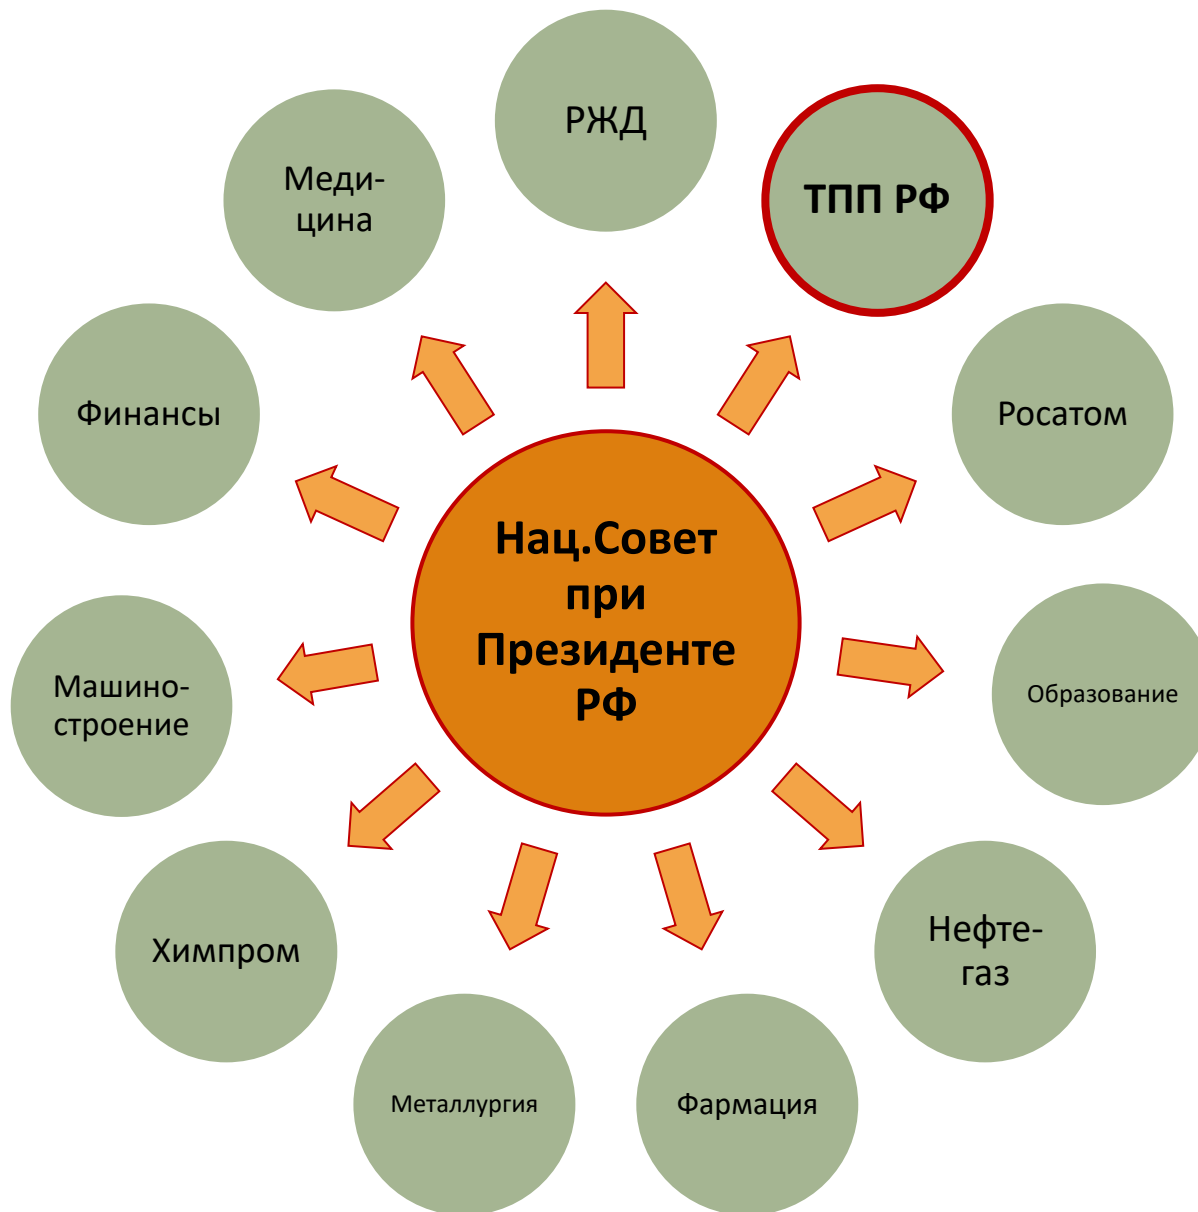 РЖД
ТПП РФ
Меди-
цина
Финансы
Росатом
Нац.Совет
при
Президенте
РФ
Машино-
строение
Образование
Химпром
Нефте-
газ
Металлургия
Фармация